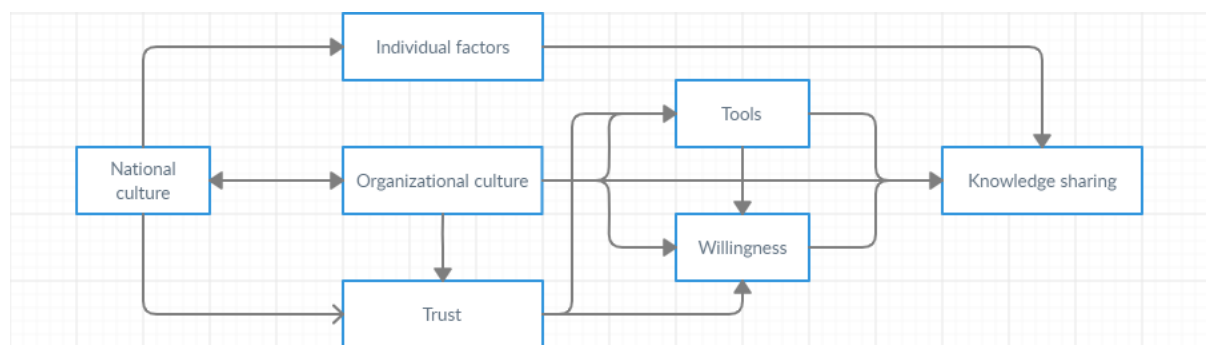 Individual factors
Tools
National
culture
Organizational culture
Knowledge sharing
Willingness
Trust